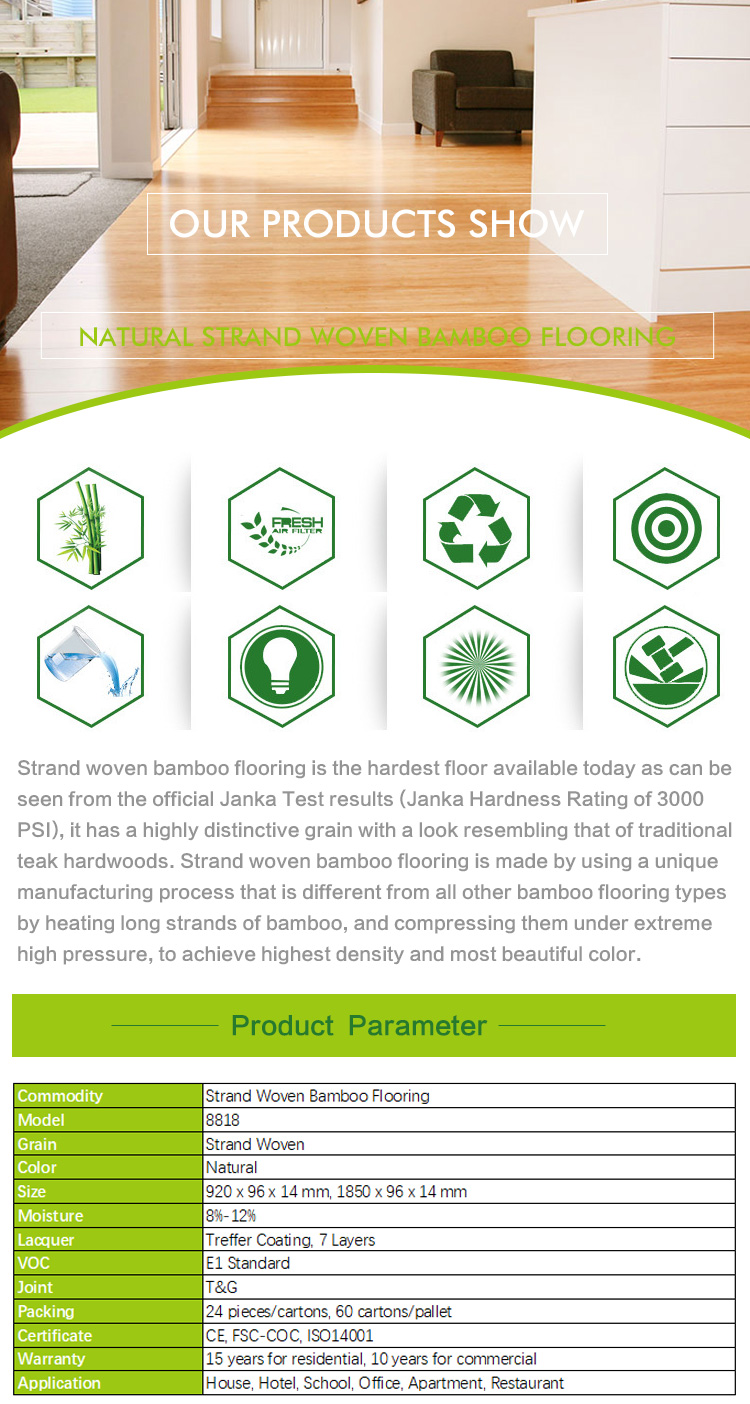 OUR PRODUCTS SHOW
NATURAL STRAND WOVEN BAMBOO FLOORING
FRESH
AIR FILTER
Strand woven bamboo flooring is the hardest floor available today as can be
seen from the official Janka Test results (Janka Hardness Rating of 3000
PSI), it has a highly distinctive grain with a look resembling that of traditional
teak hardwoods. Strand woven bamboo flooring is made by using a unique
manufacturing process that is different from all other bamboo flooring types
by heating long strands of bamboo, and compressing them under extreme
high pressure, to achieve highest density and most beautiful color.
Product Parameter
Commodity Strand Woven Bamboo Flooring
Model 8818
Grain Strand Woven
Color Natural
Size 920 x 96 x 14 mm, 1850 x 96 x 14 mm
Moisture 8%-12%
Lacquer Treffer Coating, 7 Layers
VOC E1 Standard
Joint T&G
Packing 24 pieces/cartons, 60 cartons/pallet
Certificate CE, FSC-COC, ISO14001
Warranty 15 years for residential, 10 years for commercial
Application House, Hotel, School, Office, Apartment, Restaurant